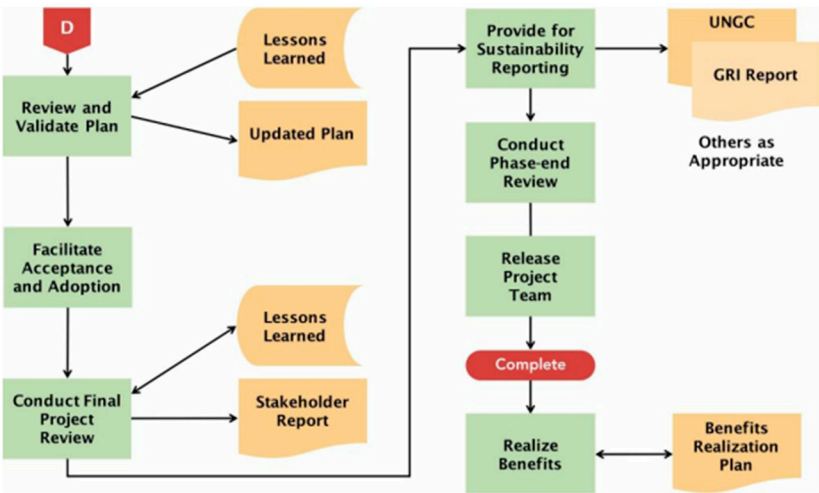 D
Lessons
Learned
Review and
Validate Plan
Updated Plan
Facilitate
Acceptance
and Adoption
Lessons
Learned
Conduct Final
Project
Review
Stakeholder
Report
Provide for
Sustainability
Reporting
UNGC
GRI Report
Others as
Appropriate
Conduct
Phase-end
Review
Release
Project
Team
Complete
Realize
Benefits
Benefits
Realization
Plan